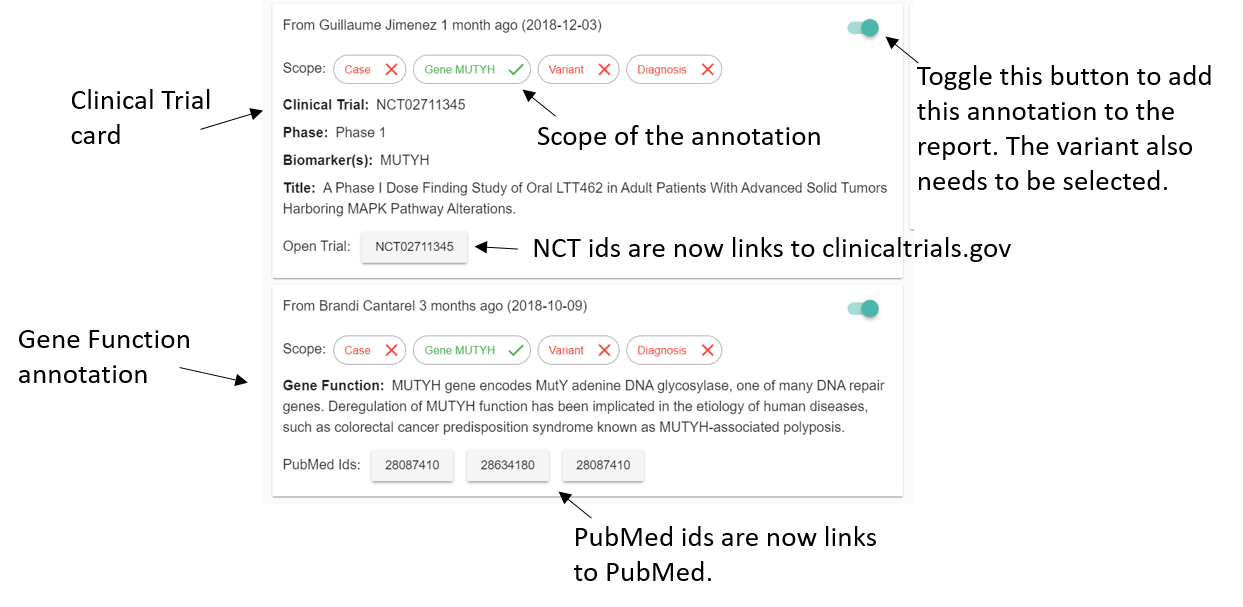 From Guillaume Jimenez 1 month ago (2018-12-03)
Scope: Case Gene MUTYH Variant Diagnosis
Clinical Trial: NCT02711345
Phase: Phase 1
Biomarker(s): MUTYH
Title: A Phase I Dose Finding Study of Oral LTT462 in Adult Patients With Advanced Solid Tumors
Harboring MAPK Pathway Alterations.
Open Trial: NCT02711345
Clinical Trial
card
Scope of the annotation
Toggle this button to add
this annotation to the
report. The variant also
needs to be selected.
NCT ids are now links to clinicaltrials.gov
From Brandi Cantarel 3 months ago (2018-10-09)
Scope: Case Gene MUTYH Variant Diagnosis
Gene Function: MUTYH gene encodes MutY adenine DNA glycosylase, one of many DNA repair
genes. Deregulation of MUTYH function has been implicated in the etiology of human diseases,
such as colorectal cancer predisposition syndrome known as MUTYH-associated polyposis.
PubMed Ids: 28087410 28634180 28087410
Gene Function
annotation
PubMed ids are now links
to PubMed.